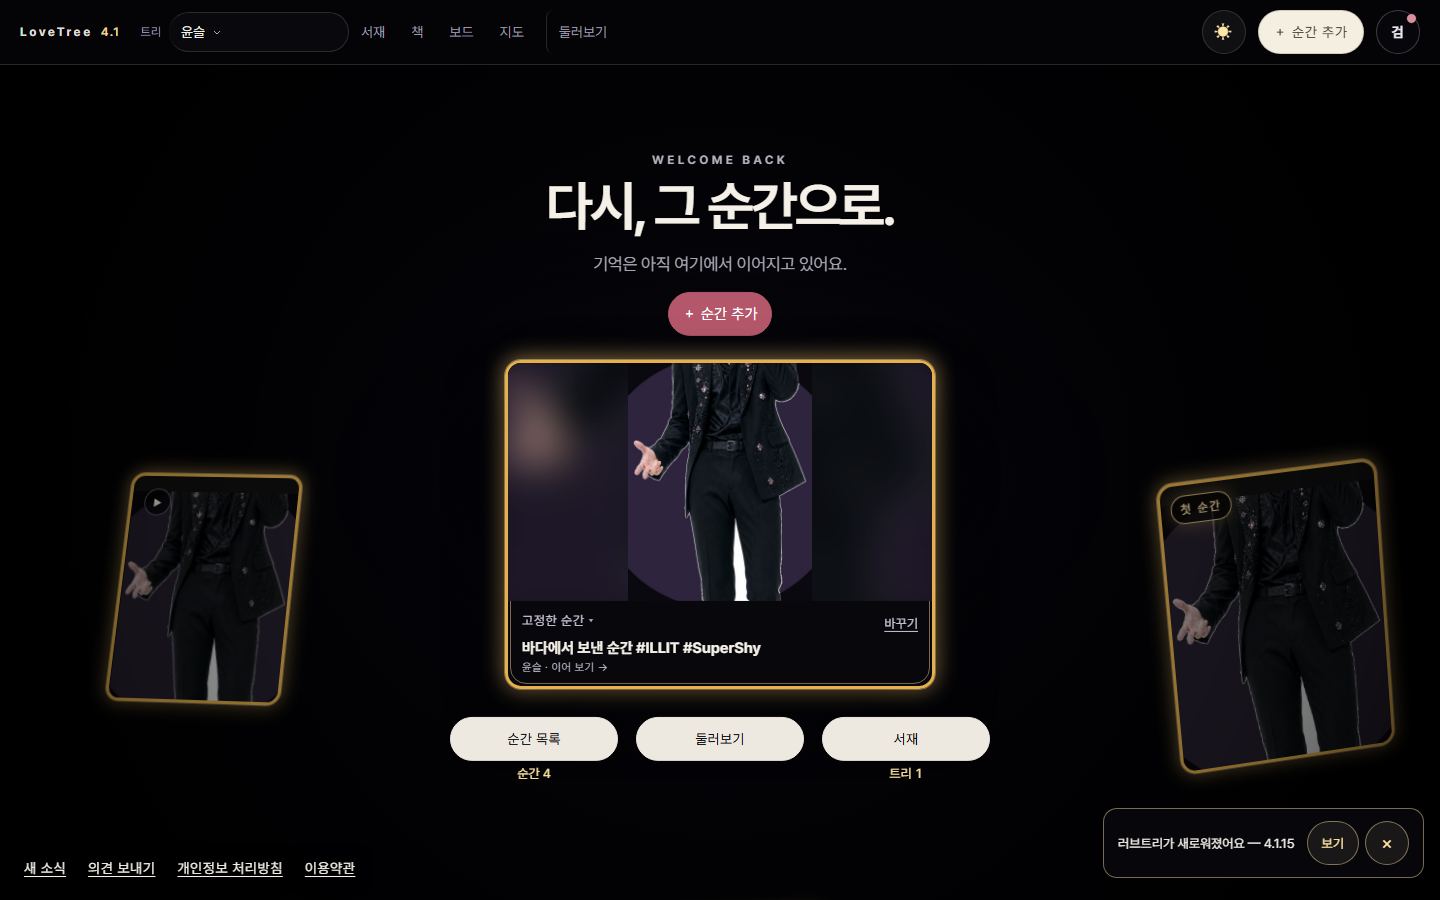 LoveTree 4.1 트리 윤슬 서재 책 보드 지도 둘러보기 + 순간 추가 검
WELCOME BACK
다시, 그 순간으로.
기억은 아직 여기에서 이어지고 있어요.
+ 순간 추가
첫 순간
고정한 순간
바꾸기
바다에서 보낸 순간 #ILLIT #SuperShy
윤슬 · 이어 보기 →
순간 목록 둘러보기 서재
순간 4 트리 1
러브트리가 새로워졌어요 — 4.1.15 보기 ×
새 소식 의견 보내기 개인정보 처리방침 이용약관